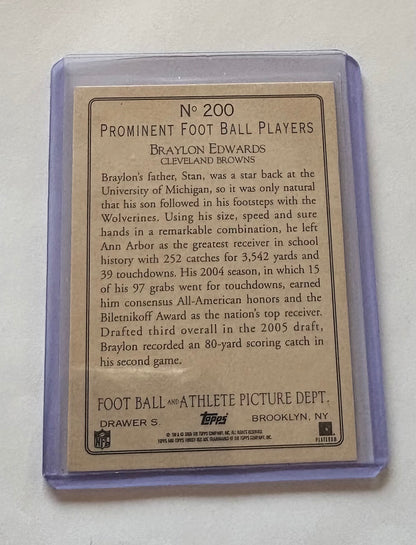 Nº 200
PROMINENT FOOT BALL PLAYERS
BRAYLON EDWARDS
CLEVELAND BROWNS
Braylon's father, Stan, was a star back at the
University of Michigan, so it was only natural
that his son followed in his footsteps with the
Wolverines. Using his size, speed and sure
hands in a remarkable combination, he left
Ann Arbor as the greatest receiver in school
history with 252 catches for 3,542 yards and
39 touchdowns. His 2004 season, in which 15
of his 97 grabs went for touchdowns, earned
him consensus All-American honors and the
Biletnikoff Award as the nation's top receiver.
Drafted third overall in the 2005 draft,
Braylon recorded an 80-yard scoring catch in
his second game.
FOOT BALL AND ATHLETE PICTURE DEPT.
DRAWER S. Topps BROOKLYN, NY
NFL PLAYERS